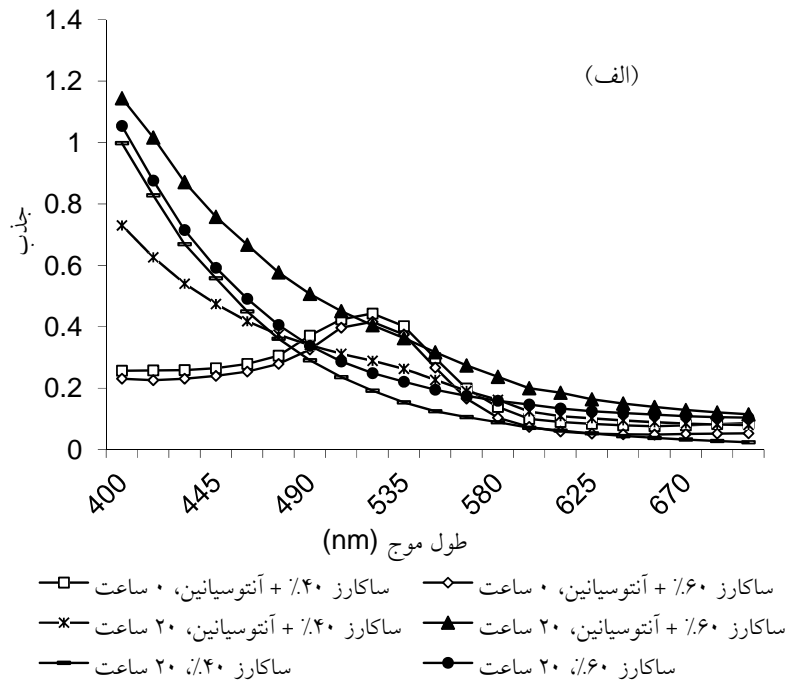 (الف)
1.4
1.2
1
0.8
0.6
0.4
0.2
0
جذب
400
445
490
535
580
625
670
طول موج (nm)
ساکارز ۴۰٪ + آنتوسیانین، ۰ ساعت
ساکارز ۶۰٪ + آنتوسیانین، ۰ ساعت
ساکارز ۴۰٪ + آنتوسیانین، ۲۰ ساعت
ساکارز ۶۰٪ + آنتوسیانین، ۲۰ ساعت
ساکارز ۴۰٪، ۲۰ ساعت
ساکارز ۶۰٪، ۲۰ ساعت